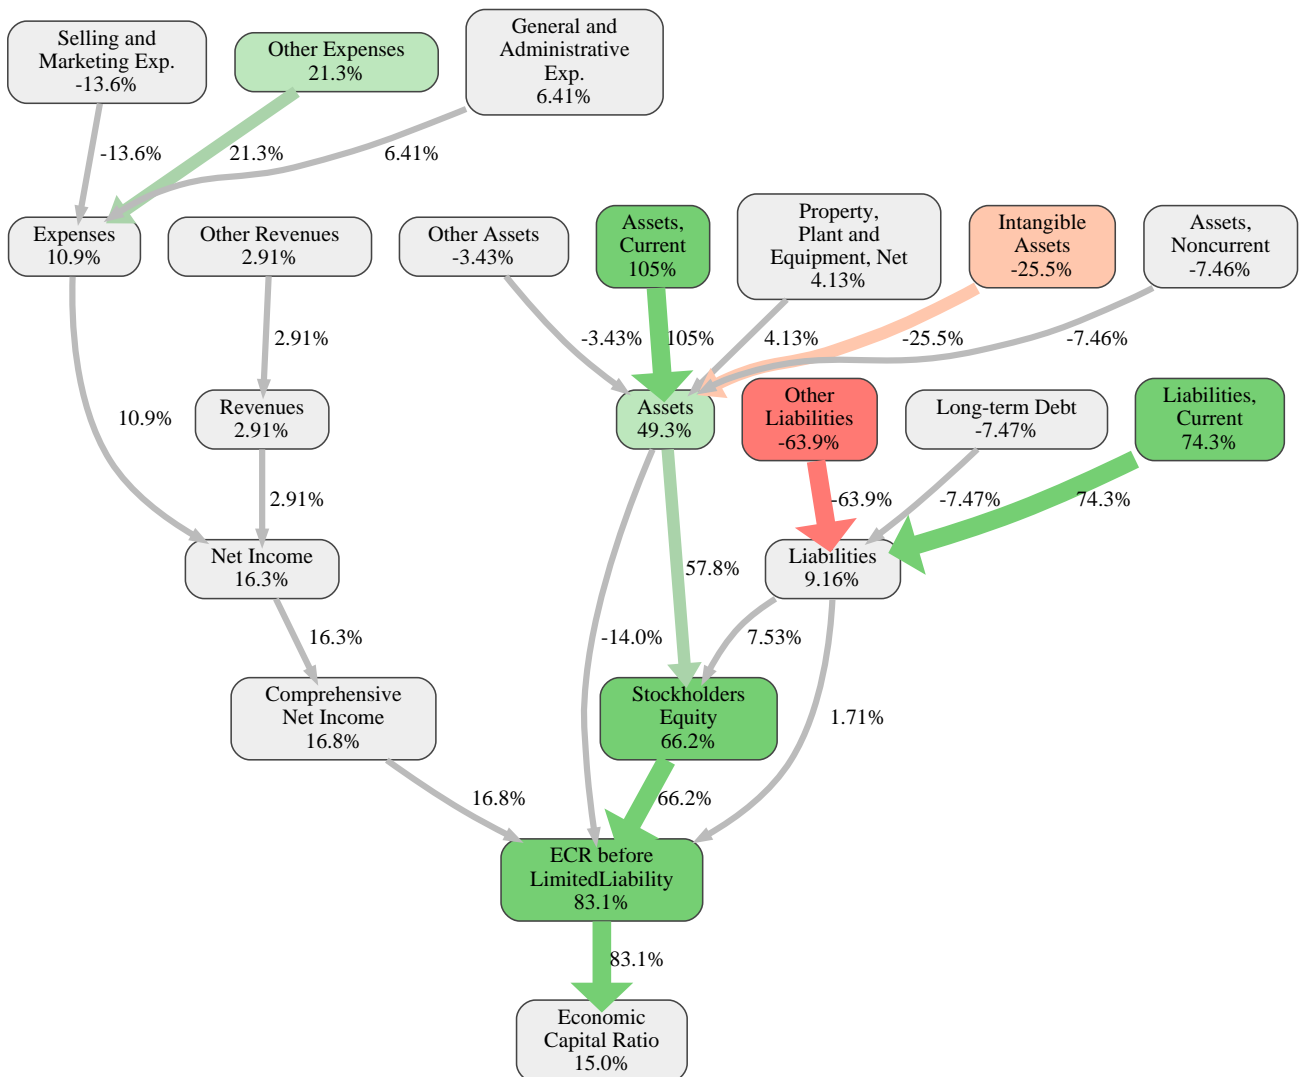 Selling and
Marketing Exp.
-13.6%
Other Expenses
21.3%
General and
Administrative
Exp.
6.41%
-13.6%
21.3%
6.41%
Expenses
10.9%
Other Revenues
2.91%
Other Assets
-3.43%
Assets,
Current
105%
Property,
Plant and
Equipment, Net
4.13%
Intangible
Assets
-25.5%
Assets,
Noncurrent
-7.46%
2.91%
-3.43%
105%
4.13%
-25.5%
-7.46%
10.9%
Revenues
2.91%
Assets
49.3%
Other
Liabilities
-63.9%
Long-term Debt
-7.47%
Liabilities,
Current
74.3%
2.91%
-63.9%
-7.47%
74.3%
Net Income
16.3%
57.8%
Liabilities
9.16%
16.3%
-14.0%
7.53%
Comprehensive
Net Income
16.8%
Stockholders
Equity
66.2%
1.71%
16.8%
66.2%
ECR before
LimitedLiability
83.1%
83.1%
Economic
Capital Ratio
15.0%